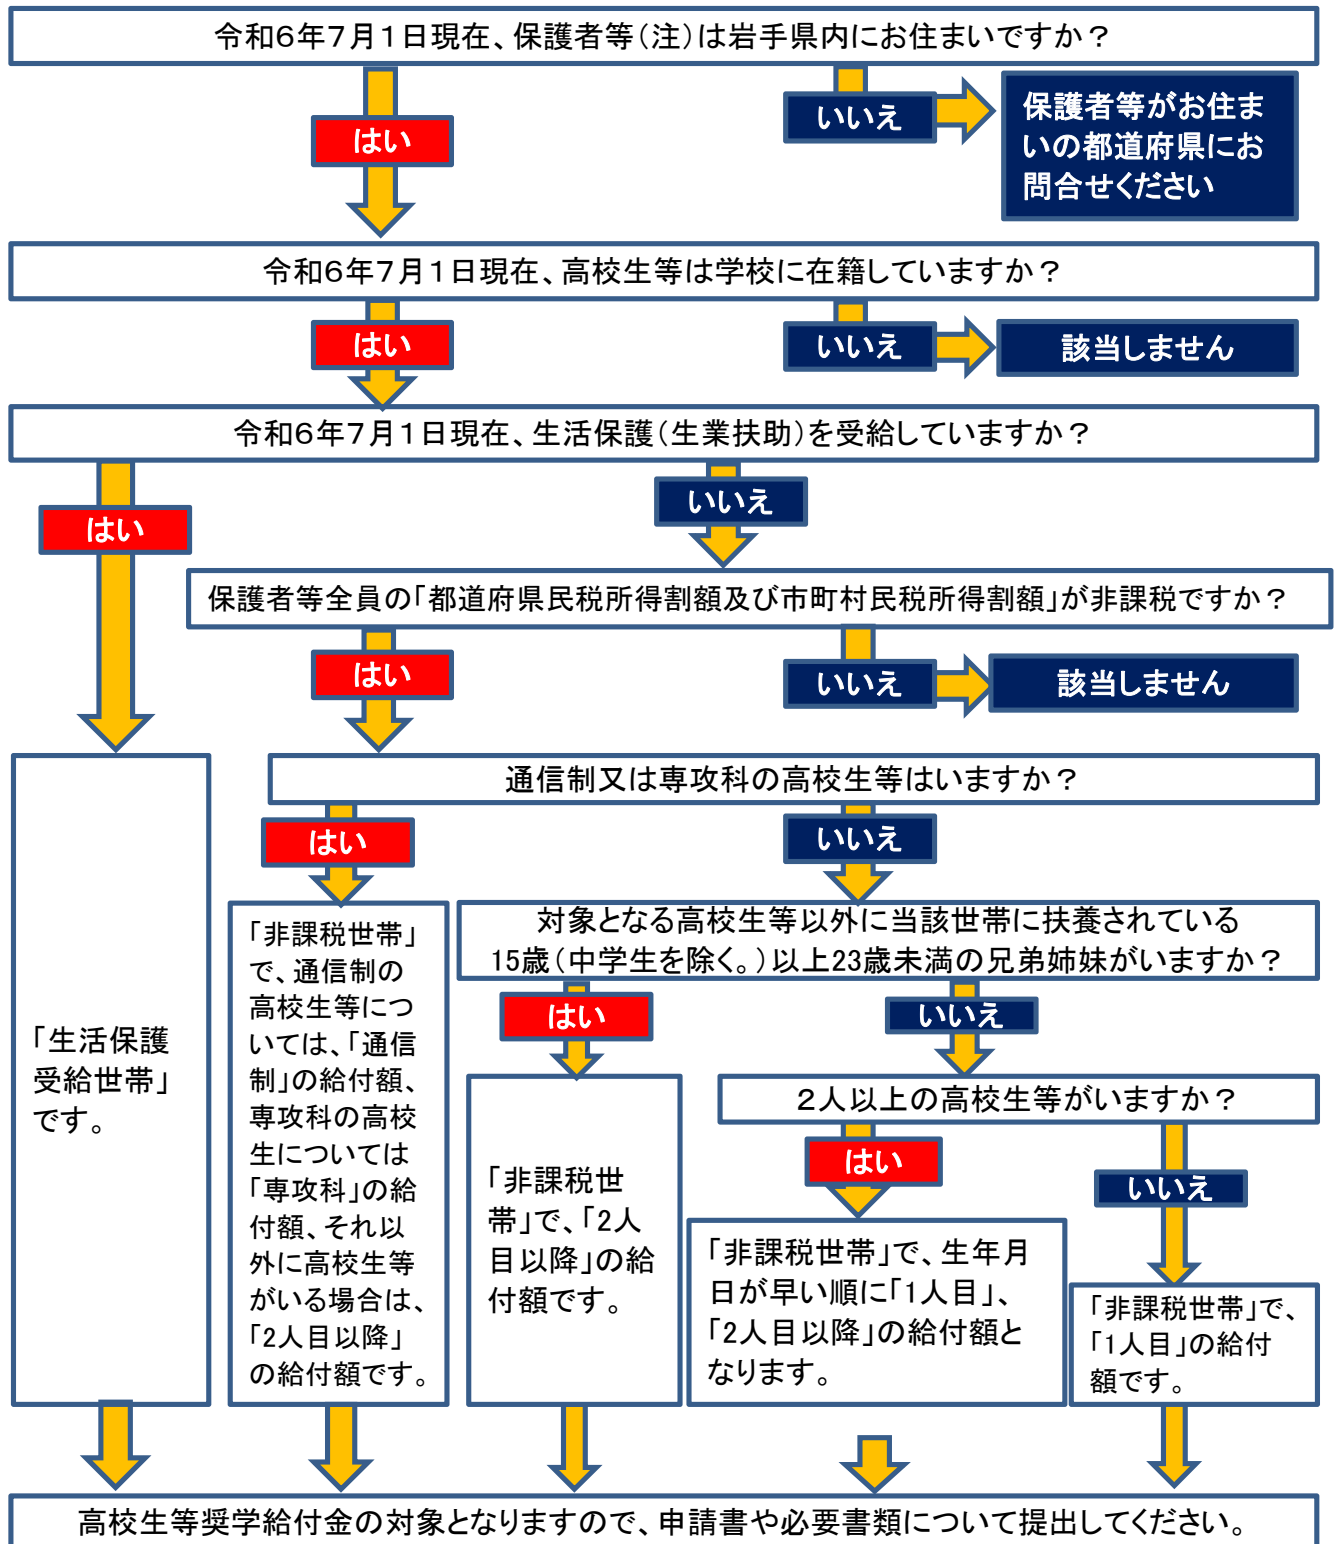 令和6年7月1日現在、保護者等(注)は岩手県内にお住まいですか?
はい
いいえ
保護者等がお住ま
いの都道府県にお
問合せください
令和6年7月1日現在、高校生等は学校に在籍していますか?
はい
いいえ
該当しません
令和6年7月1日現在、生活保護(生業扶助)を受給していますか?
はい
いいえ
保護者等全員の「都道府県民税所得割額及び市町村民税所得割額」が非課税ですか?
はい
いいえ
該当しません
通信制又は専攻科の高校生等はいますか?
はい
いいえ
「生活保護
受給世帯」
です。
「非課税世帯」
で、通信制の
高校生等につ
いては、「通信
制」の給付額、
専攻科の高校
生については
「専攻科」の給
付額、それ以
外に高校生等
がいる場合は、
「2人目以降」
の給付額です。
対象となる高校生等以外に当該世帯に扶養されている
15歳(中学生を除く。)以上23歳未満の兄弟姉妹がいますか?
はい
いいえ
「非課税世
帯」で、「2人
目以降」の給
付額です。
2人以上の高校生等がいますか?
はい
いいえ
「非課税世帯」で、生年月
日が早い順に「1人目」、
「2人目以降」の給付額と
なります。
「非課税世帯」で、
「1人目」の給付
額です。
高校生等奨学給付金の対象となりますので、申請書や必要書類について提出してください。